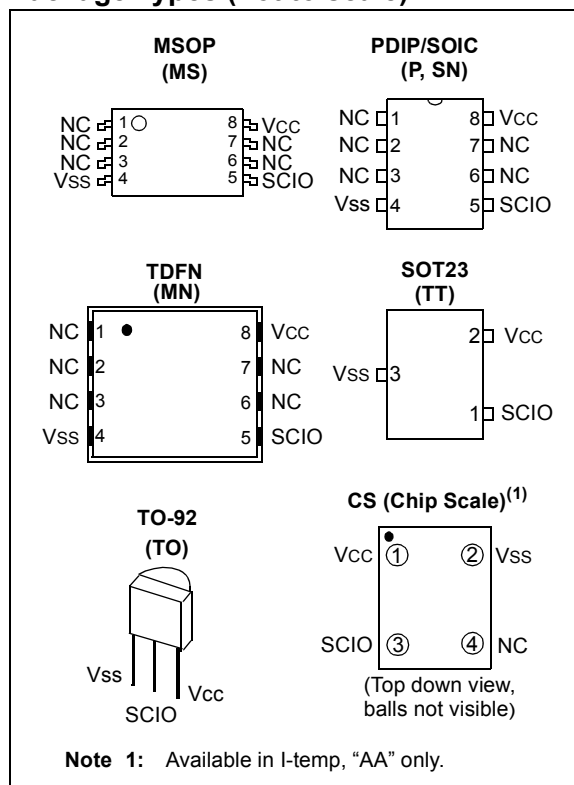 MSOP
(MS)
NC 1 8 VCC
NC 2 7 NC
NC 3 6 NC
VSS 4 5 SCIO
PDIP/SOIC
(P, SN)
NC 1 8 VCC
NC 2 7 NC
NC 3 6 NC
VSS 4 5 SCIO
TDFN
(MN)
NC 1 8 VCC
NC 2 7 NC
NC 3 6 NC
VSS 4 5 SCIO
SOT23
(TT)
2 VCC
VSS 3
1 SCIO
TO-92
(TO)
VSS
VCC
SCIO
CS (Chip Scale)(1)
VCC 1 2 VSS
SCIO 3 4 NC
(Top down view,
balls not visible)
Note 1: Available in I-temp, “AA” only.